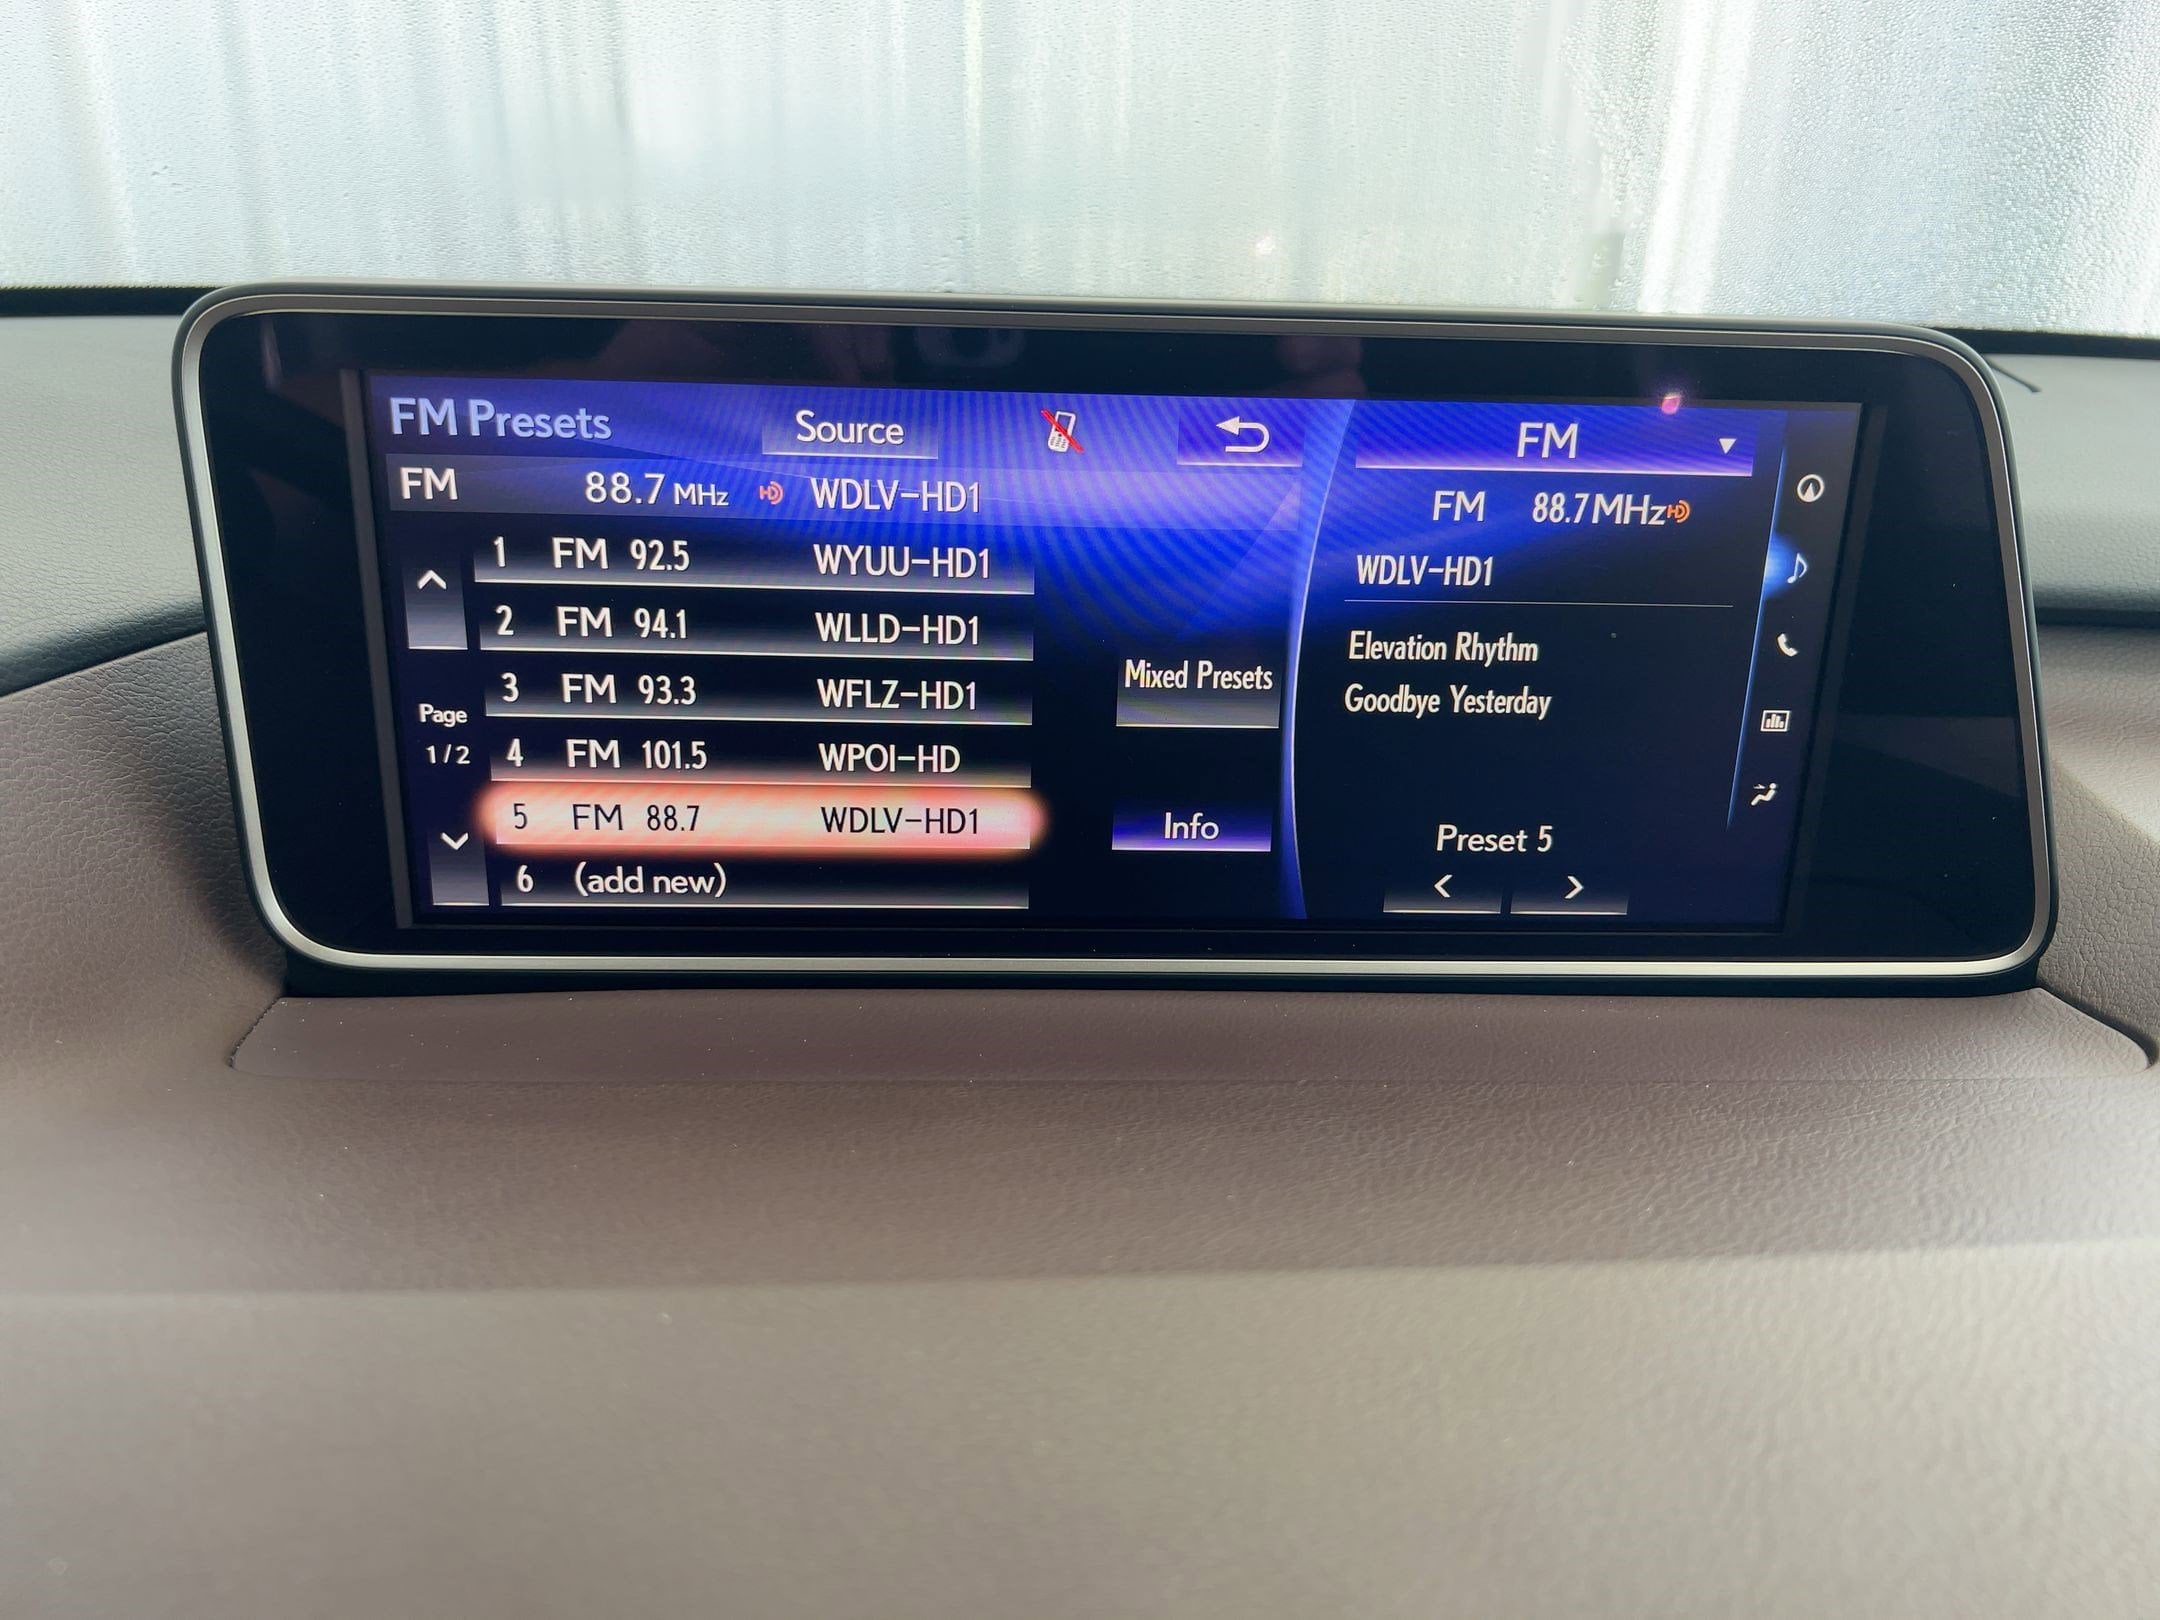 FM Presets
Source
FM 88.7 MHz HD WDLV-HD1
1 FM 92.5 WYUU-HD1
2 FM 94.1 WLLD-HD1
3 FM 93.3 WFLZ-HD1
Page
1/2
4 FM 101.5 WPOI-HD
5 FM 88.7 WDLV-HD1
6 (add new)
Mixed Presets
Info
FM
FM 88.7MHz HD
WDLV-HD1
Elevation Rhythm
Goodbye Yesterday
Preset 5